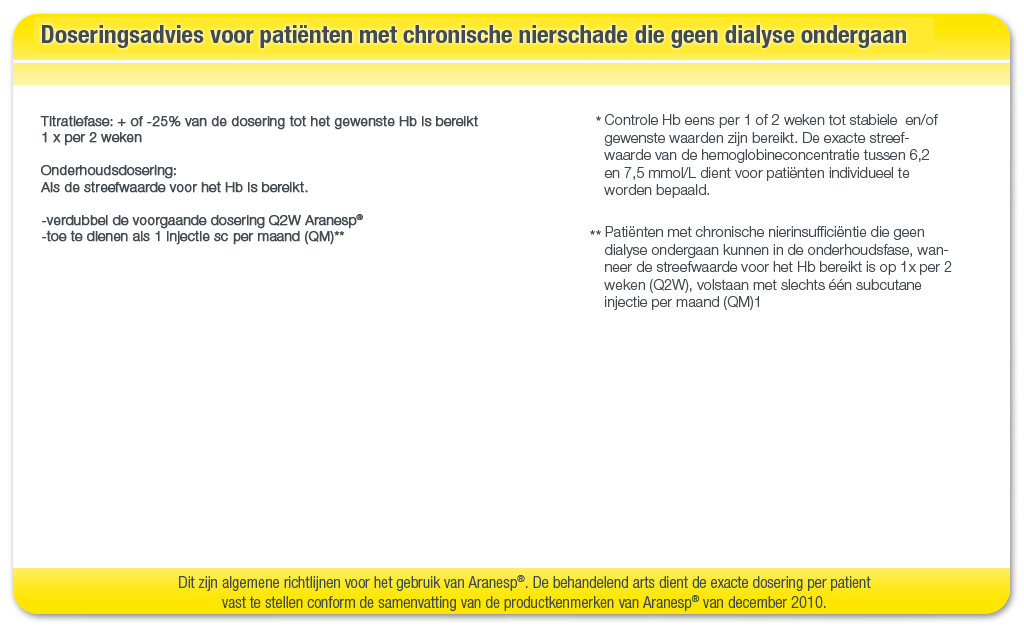 Doseringsadvies voor patiënten met chronische nierschade die geen dialyse ondergaan
Titratiefase: + of -25% van de dosering tot het gewenste Hb is bereikt
1 x per 2 weken
Onderhoudsdosering:
Als de streefwaarde voor het Hb is bereikt.
-verdubbel de voorgaande dosering Q2W Aranesp®
-toe te dienen als 1 injectie sc per maand (QM)**
* Controle Hb eens per 1 of 2 weken tot stabiele en/of
gewenste waarden zijn bereikt. De exacte streef-
waarde van de hemoglobineconcentratie tussen 6,2
en 7,5 mmol/L dient voor patiënten individueel te
worden bepaald.
** Patiënten met chronische nierinsufficiëntie die geen
dialyse ondergaan kunnen in de onderhoudsfase, wan-
neer de streefwaarde voor het Hb bereikt is op 1x per 2
weken (Q2W), volstaan met slechts één subcutane
injectie per maand (QM)1
Dit zijn algemene richtlijnen voor het gebruik van Aranesp®. De behandelend arts dient de exacte dosering per patient
vast te stellen conform de samenvatting van de productkenmerken van Aranesp® van december 2010.